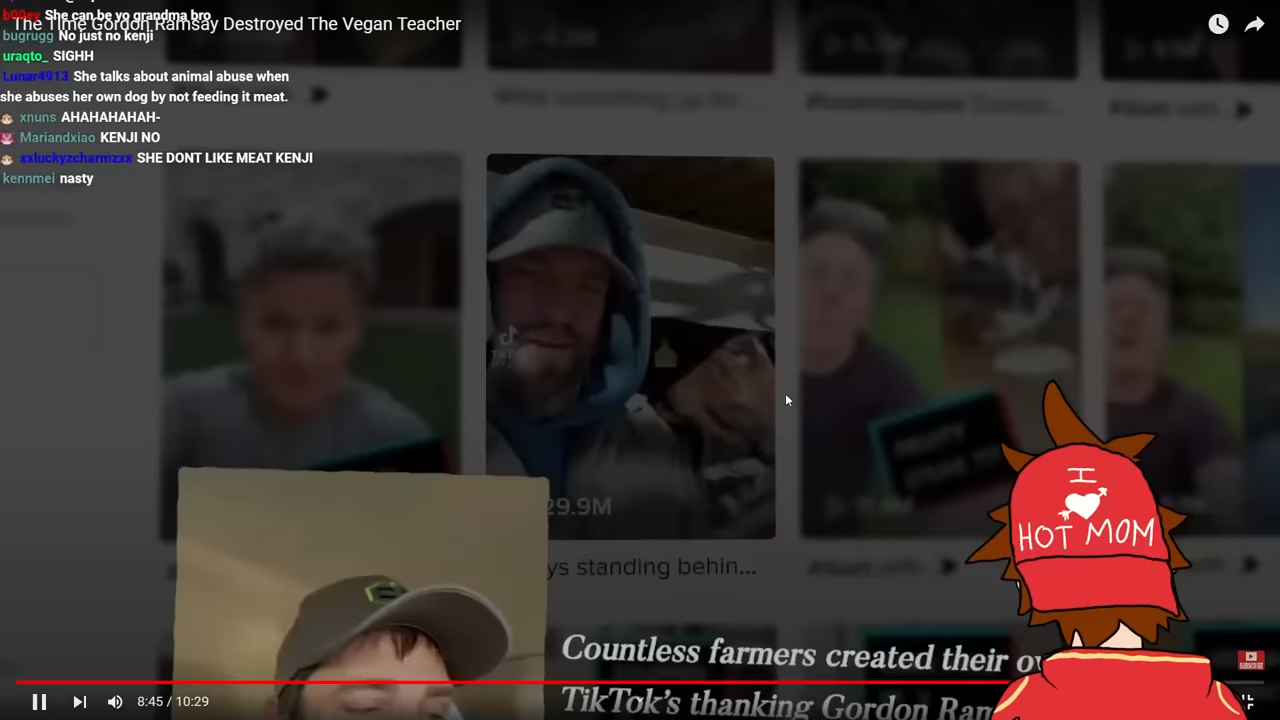 The Time Gordon Ramsay Destroyed The Vegan Teacher
b00ey She can be yo grandma bro
bugrugg No just no kenji
uraqto_ SIGHH
Lunar4913 She talks about animal abuse when
she abuses her own dog by not feeding it meat.
xnuns AHAHAHAHAH-
Mariandxiao KENJI NO
xxluckyzcharmzxx SHE DONT LIKE MEAT KENJI
kennmei nasty
29.9M
ys standing behin...
I
HOT MOM
Countless farmers created their
TikTok's thanking Gordon
SUBSCRIBE
8:45 / 10:29